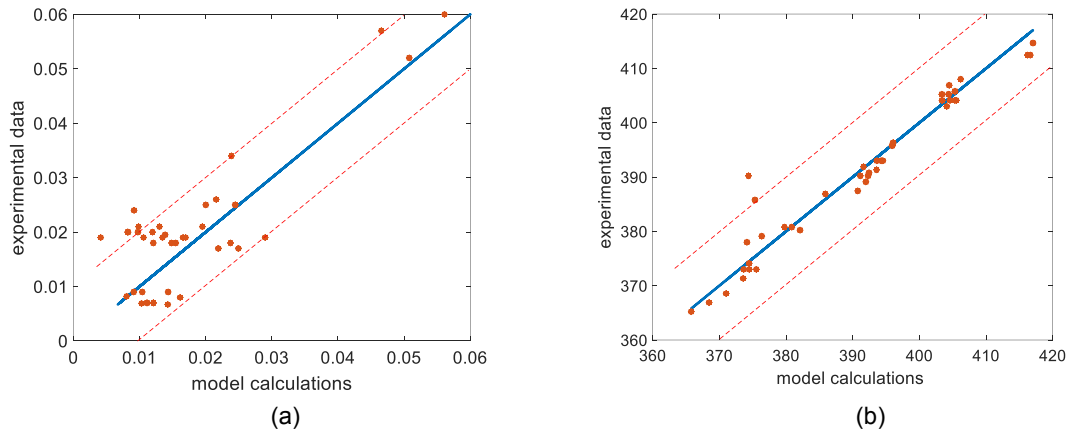 0.06
0.05
0.04
0.03
0.02
0.01
0
0 0.01 0.02 0.03 0.04 0.05 0.06
experimental data
model calculations
(a)
420
410
400
390
380
370
360
360 370 380 390 400 410 420
experimental data
model calculations
(b)